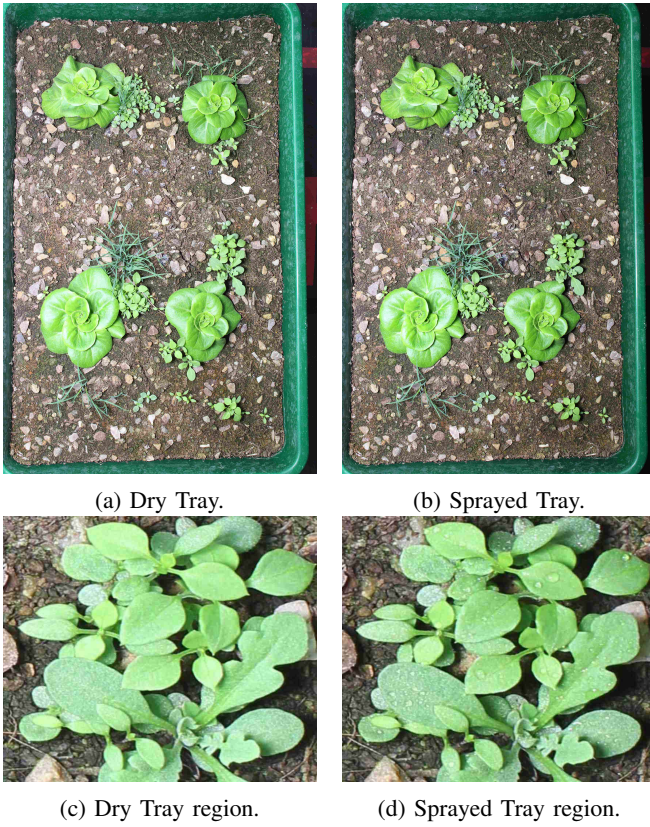 (a) Dry Tray.
(b) Sprayed Tray.
(c) Dry Tray region.
(d) Sprayed Tray region.